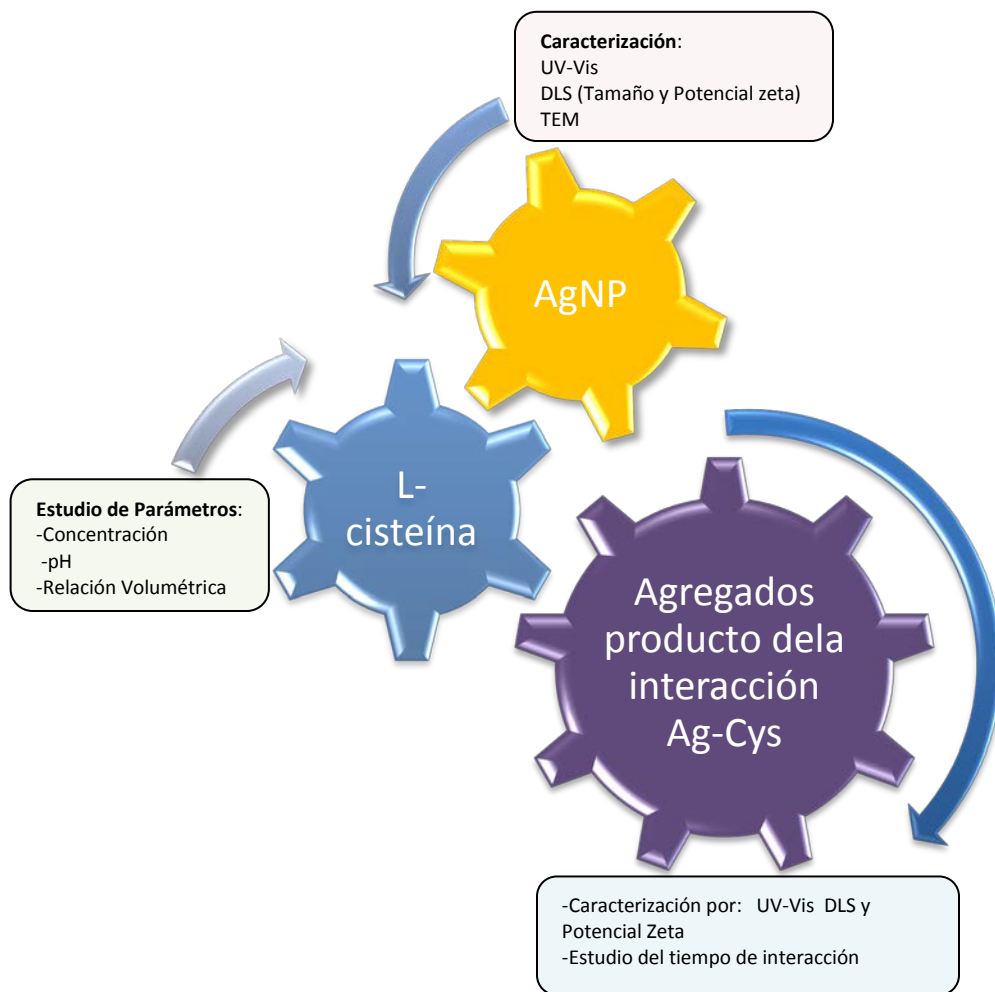 Caracterización:
UV-Vis
DLS (Tamaño y Potencial zeta)
TEM
AgNP
L-
cisteína
Estudio de Parámetros:
-Concentración
-pH
-Relación Volumétrica
Agregados
producto dela
interacción
Ag-Cys
-Caracterización por: UV-Vis DLS y
Potencial Zeta
-Estudio del tiempo de interacción